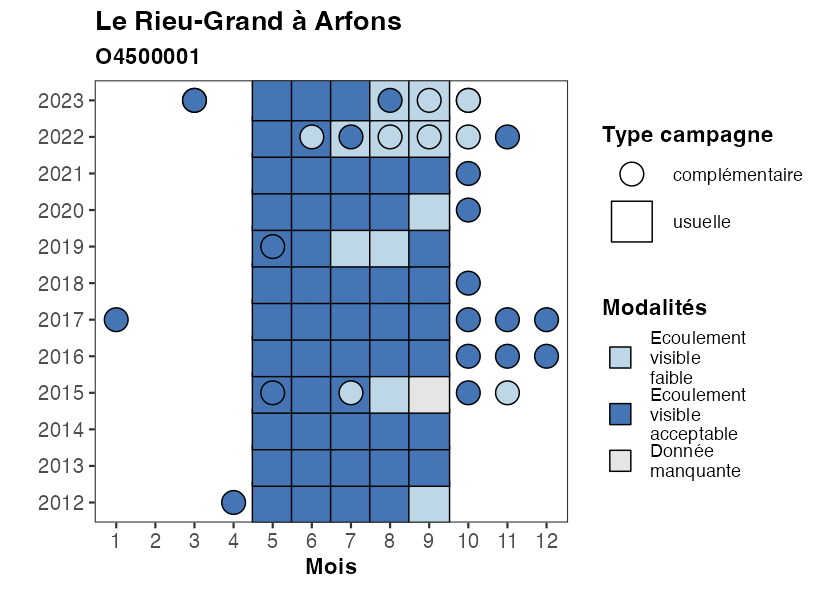 Le Rieu-Grand à Arfons
O4500001
2023
2022
2021
2020
2019
2018
2017
2016
2015
2014
2013
2012
1 2 3 4 5 6 7 8 9 10 11 12
Mois
Type campagne
complémentaire
usuelle
Modalités
Ecoulement
visible
faible
Ecoulement
visible
acceptable
Donnée
manquante